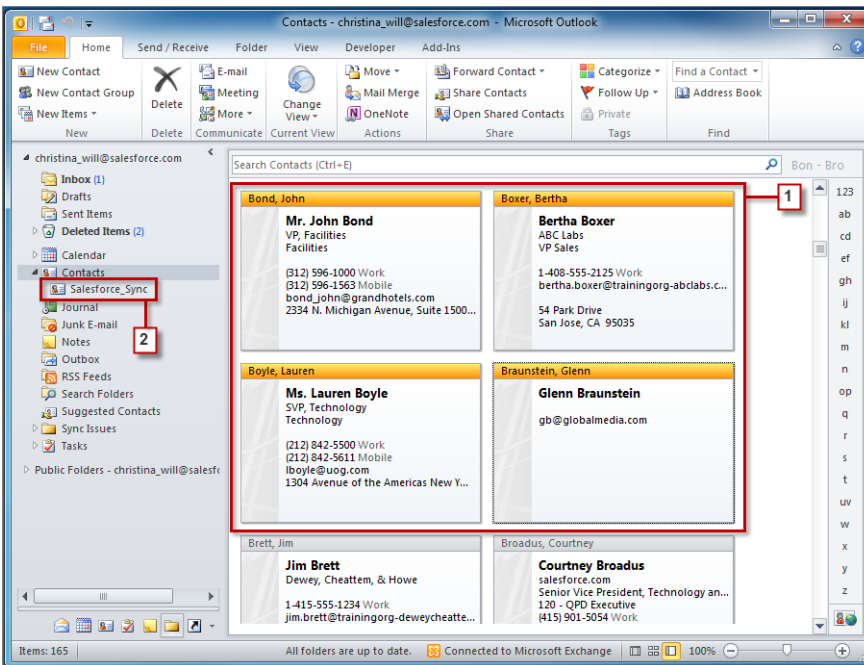 Contacts - christina_will@salesforce.com - Microsoft Outlook
File Home Send / Receive Folder View Developer Add-Ins
New Contact
New Contact Group
New Items
New
Delete
Delete
E-mail
Meeting
More
Communicate
Change View
Current View
Move
Mail Merge
OneNote
Actions
Forward Contact
Share Contacts
Open Shared Contacts
Share
Categorize
Follow Up
Private
Tags
Find a Contact
Address Book
Find
christina_will@salesforce.com
Inbox (1)
Drafts
Sent Items
Deleted Items (2)
Calendar
Contacts
Salesforce_Sync
Journal
Junk E-mail
Notes
Outbox
RSS Feeds
Search Folders
Suggested Contacts
Sync Issues
Tasks
Public Folders - christina_will@salesfo
2
Search Contacts (Ctrl+E)
Bon - Bro
1
Bond, John
Mr. John Bond
VP, Facilities
Facilities
(312) 596-1000 Work
(312) 596-1563 Mobile
bond_john@grandhotels.com
2334 N. Michigan Avenue, Suite 1500...
Boxer, Bertha
Bertha Boxer
ABC Labs
VP Sales
1-408-555-2125 Work
bertha.boxer@trainingorg-abclabs.c...
54 Park Drive
San Jose, CA 95035
Boyle, Lauren
Ms. Lauren Boyle
SVP, Technology
Technology
(212) 842-5500 Work
(212) 842-5611 Mobile
lboyle@uog.com
1304 Avenue of the Americas New Y...
Braunstein, Glenn
Glenn Braunstein
gb@globalmedia.com
Brett, Jim
Jim Brett
Dewey, Cheattem, & Howe
1-415-555-1234 Work
jim.brett@trainingorg-deweycheatte...
Broadus, Courtney
Courtney Broadus
salesforce.com
Senior Vice President, Technology an...
120 - QPD Executive
(415) 901-5054 Work
123
ab
cd
ef
gh
ij
kl
m
n
op
q
r
s
t
uv
w
x
y
z
Items: 165
All folders are up to date.
Connected to Microsoft Exchange
100%